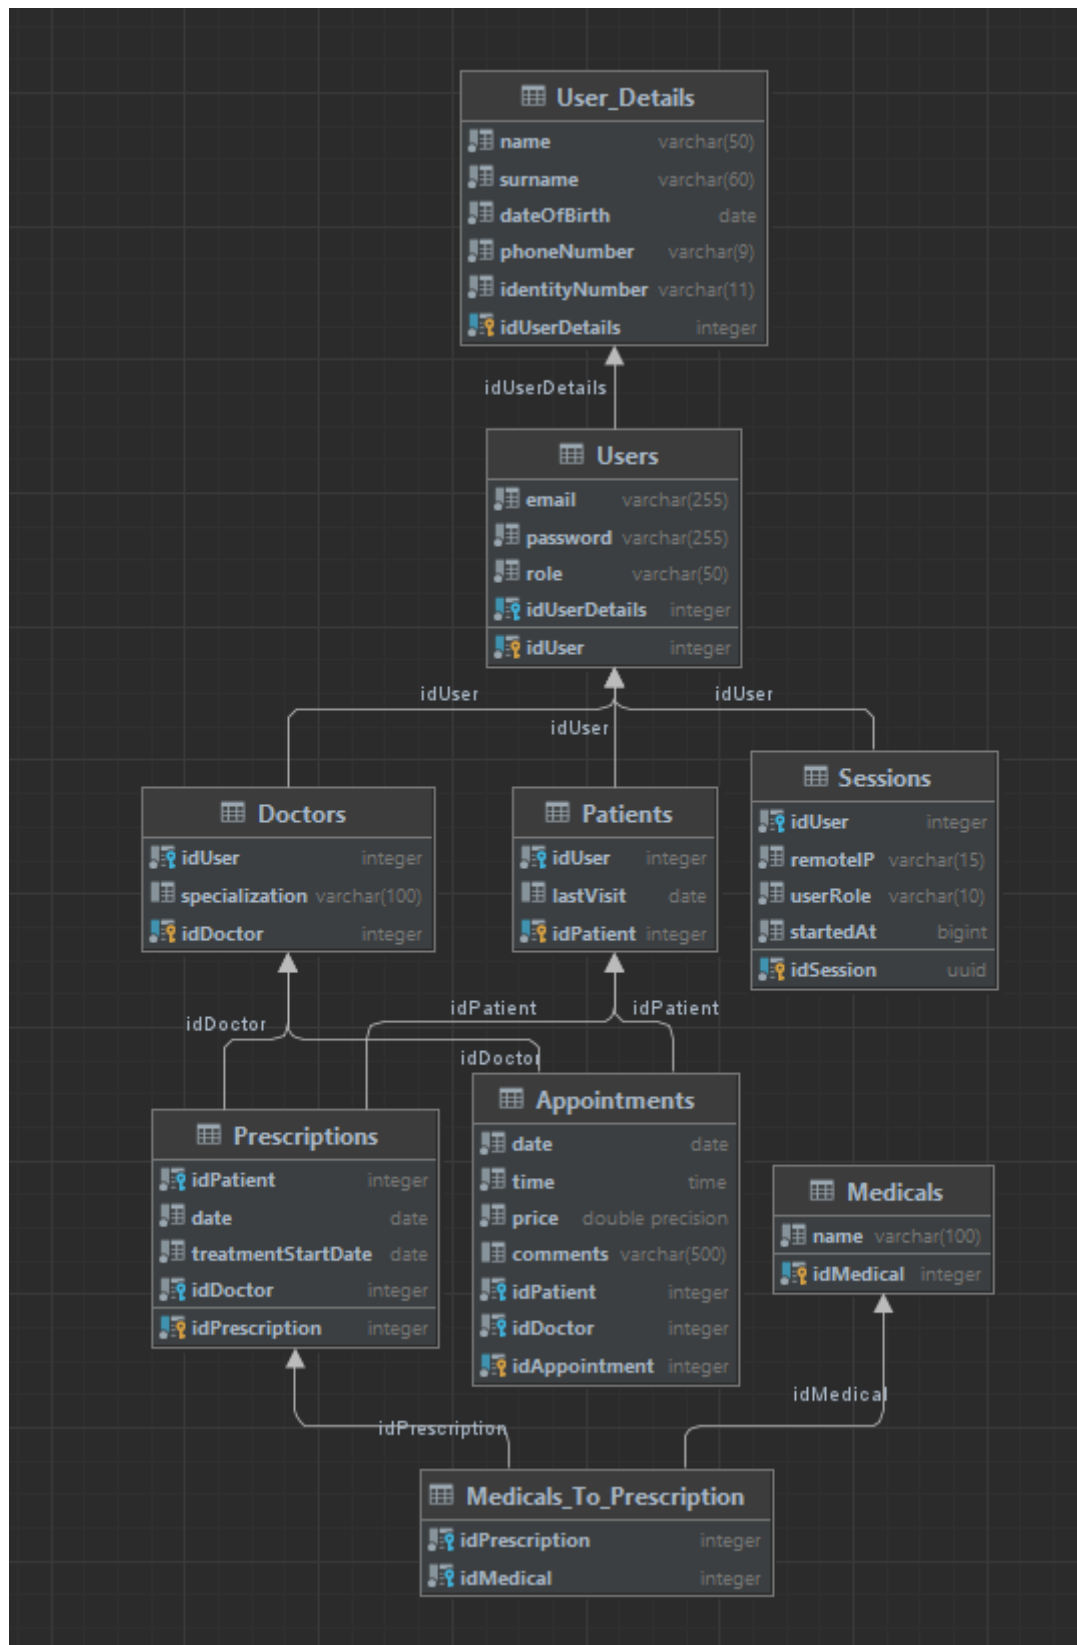 User_Details
name varchar(50)
surname varchar(60)
dateOfBirth date
phoneNumber varchar(9)
identityNumber varchar(11)
idUserDetails integer
idUserDetails
Users
email varchar(255)
password varchar(255)
role varchar(50)
idUserDetails integer
idUser integer
idUser
idUser
idUser
Doctors
idUser integer
specialization varchar(100)
idDoctor integer
Patients
idUser integer
lastVisit date
idPatient integer
Sessions
idUser integer
remoteIP varchar(15)
userRole varchar(10)
startedAt bigint
idSession uuid
idDoctor
idPatient
idPatient
idDoctor
Prescriptions
idPatient integer
date date
treatmentStartDate date
idDoctor integer
idPrescription integer
Appointments
date date
time time
price double precision
comments varchar(500)
idPatient integer
idDoctor integer
idAppointment integer
Medicals
name varchar(100)
idMedical integer
idPrescription
idMedical
Medicals_To_Prescription
idPrescription integer
idMedical integer